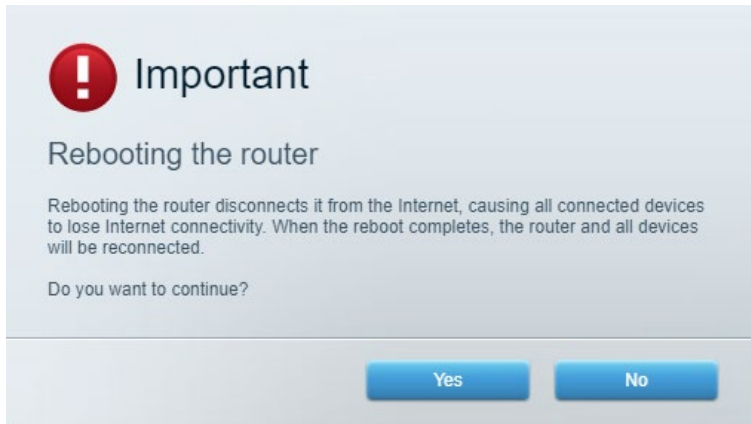 Important
Rebooting the router
Rebooting the router disconnects it from the Internet, causing all connected devices
to lose Internet connectivity. When the reboot completes, the router and all devices
will be reconnected.
Do you want to continue?
Yes
No